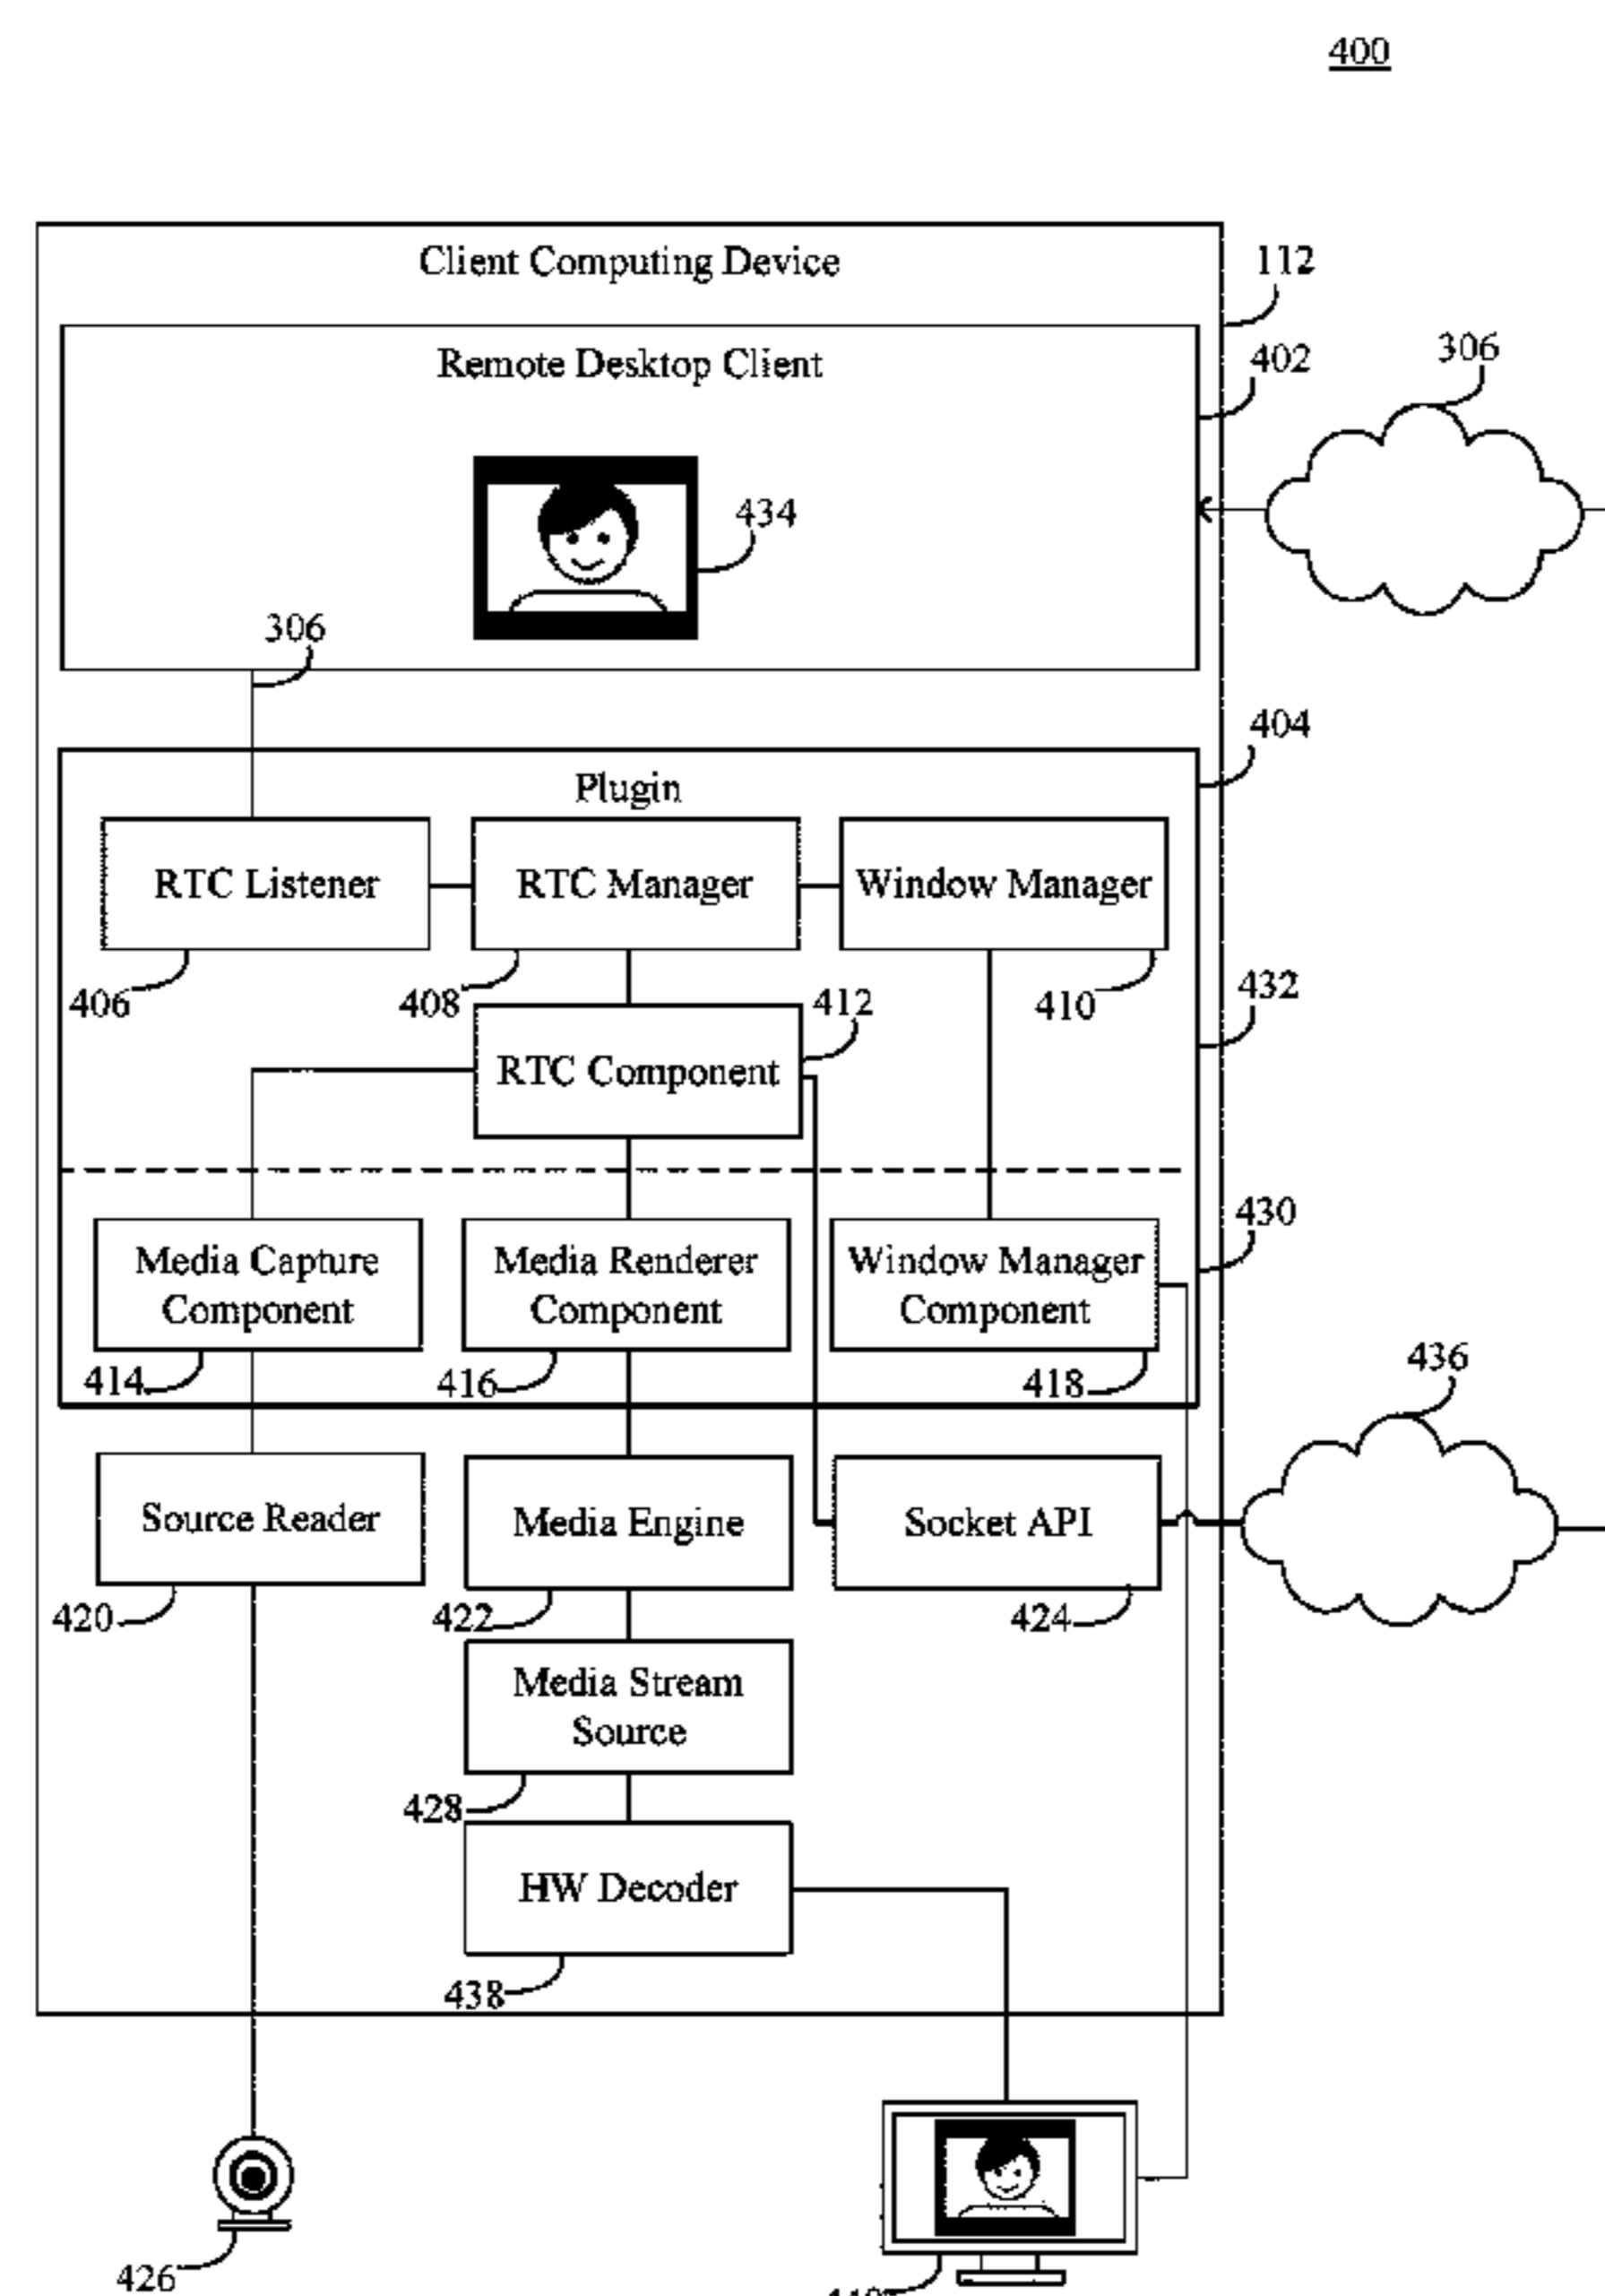 400
Client Computing Device
112
Remote Desktop Client
402
306
434
306
404
Plugin
RTC Listener
RTC Manager
Window Manager
406
408
410
432
412
RTC Component
430
Media Capture
Component
Media Renderer
Component
Window Manager
Component
414
416
418
436
Source Reader
Media Engine
Socket API
420
422
424
Media Stream
Source
428
HW Decoder
438
426